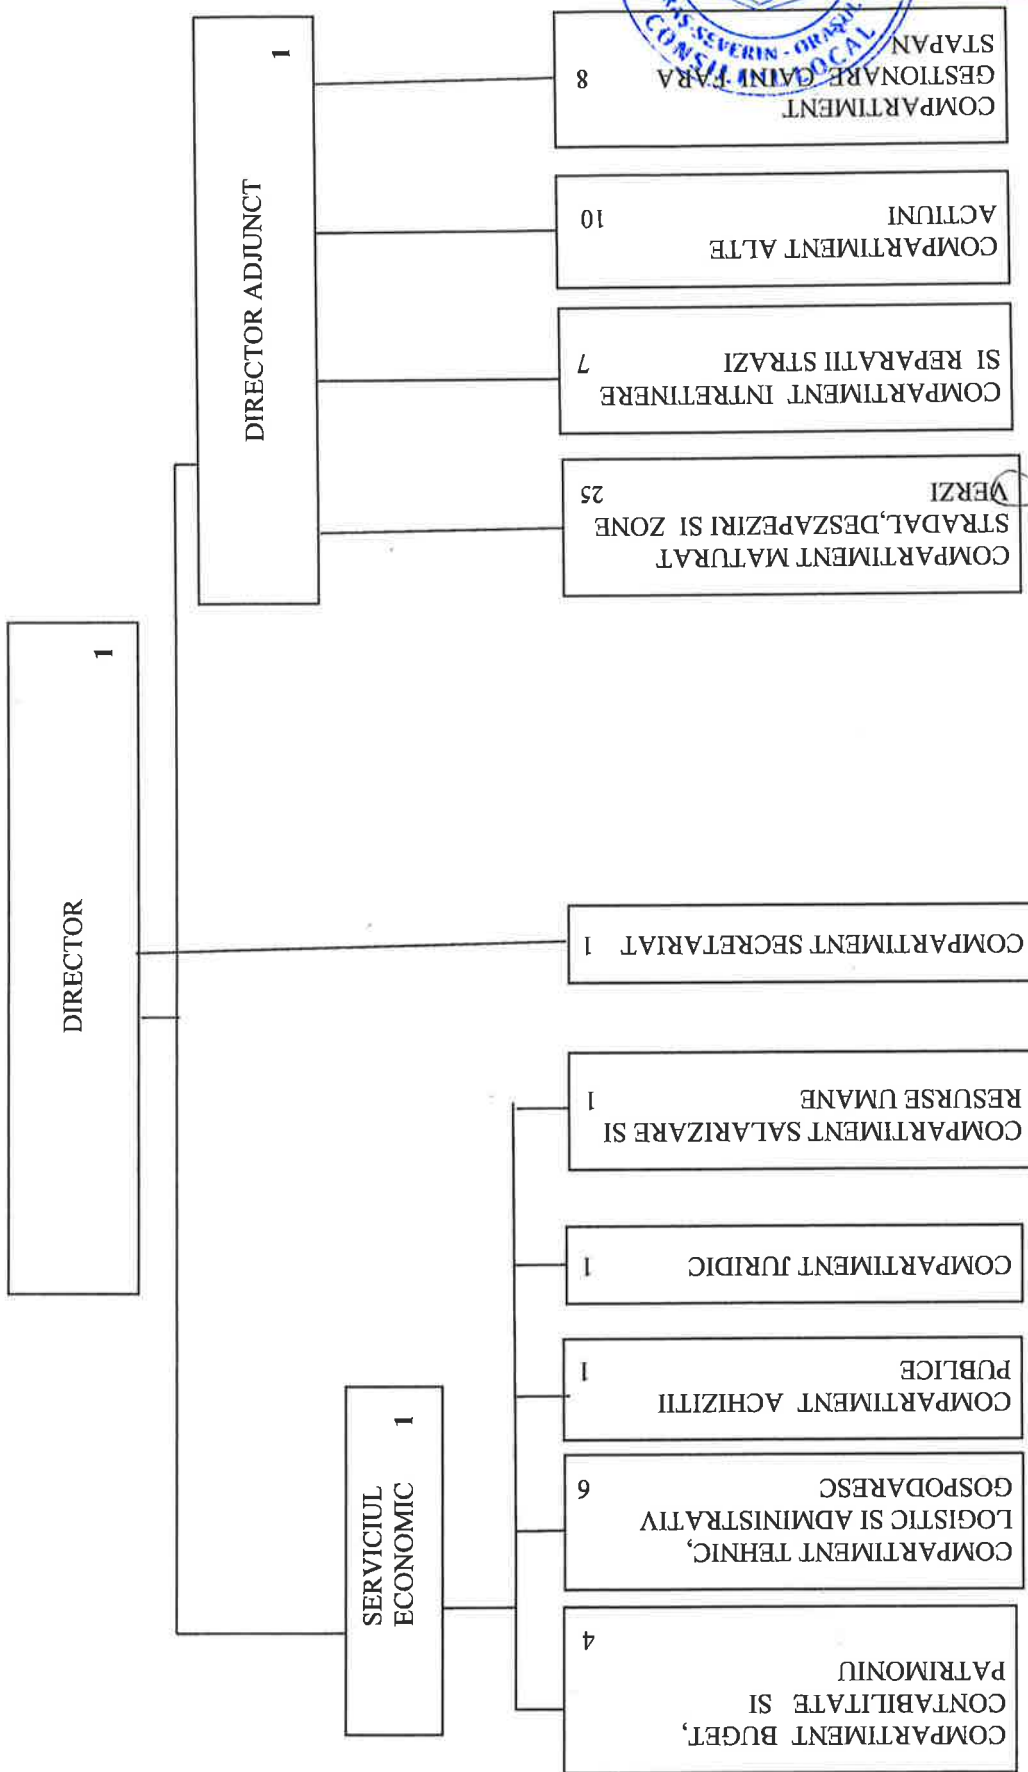 DIRECTOR
1
DIRECTOR ADJUNCT
1
SERVICIUL
ECONOMIC
1
COMPARTIMENT BUGET,
CONTABILITATE SI
PATRIMONIU
4
COMPARTIMENT TEHNIC,
LOGISTIC SI ADMINISTRATIV
GOSPODARESC
6
COMPARTIMENT ACHIZITII
PUBLICE
1
COMPARTIMENT JURIDIC 1
COMPARTIMENT SALARIZARE SI
RESURSE UMANE 1
COMPARTIMENT SECRETARIAT 1
COMPARTIMENT MATURAT
STRADAL,DESZAPEZIRI SI ZONE
VERZI 25
COMPARTIMENT INTRETINERE
SI REPARATII STRAZI 7
COMPARTIMENT ALTE
ACTIUNI 10
COMPARTIMENT
GESTIONARE CAINI FARA 8
STAPAN
RAS-SEVERIN - ORAŞUL
CONSILIUL LOCAL